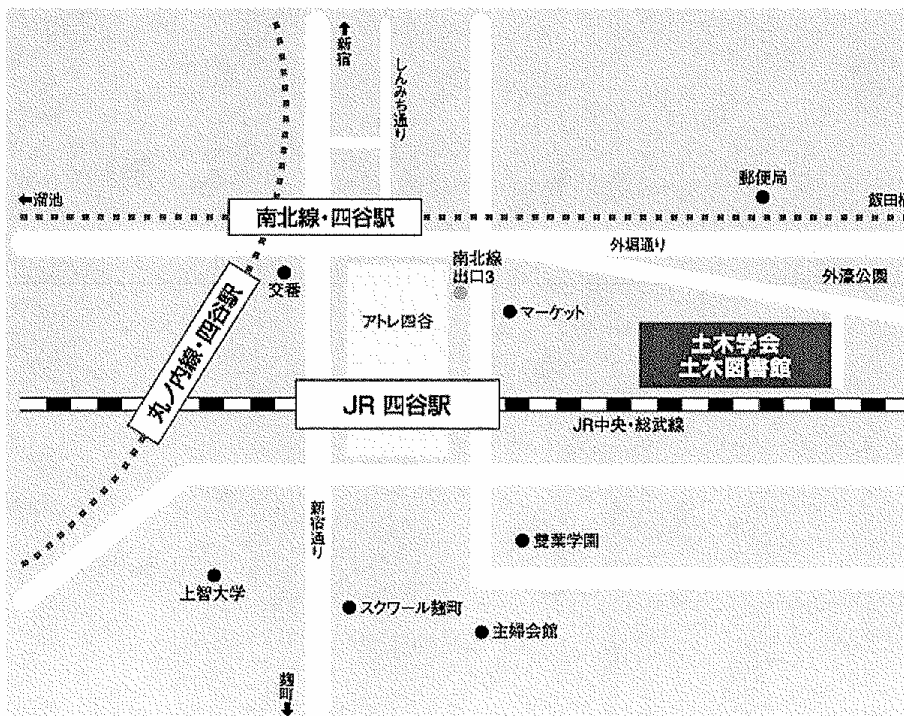 ↑新宿
しんみち通り
←溜池
郵便局
飯田橋
南北線・四谷駅
外堀通り
南北線
出口3
外濠公園
交番
丸ノ内線・四谷駅
アトレ四谷
マーケット
土木学会
土木図書館
JR 四谷駅
JR中央・総武線
新宿通り
雙葉学園
上智大学
スクワール麹町
主婦会館
麹町↓